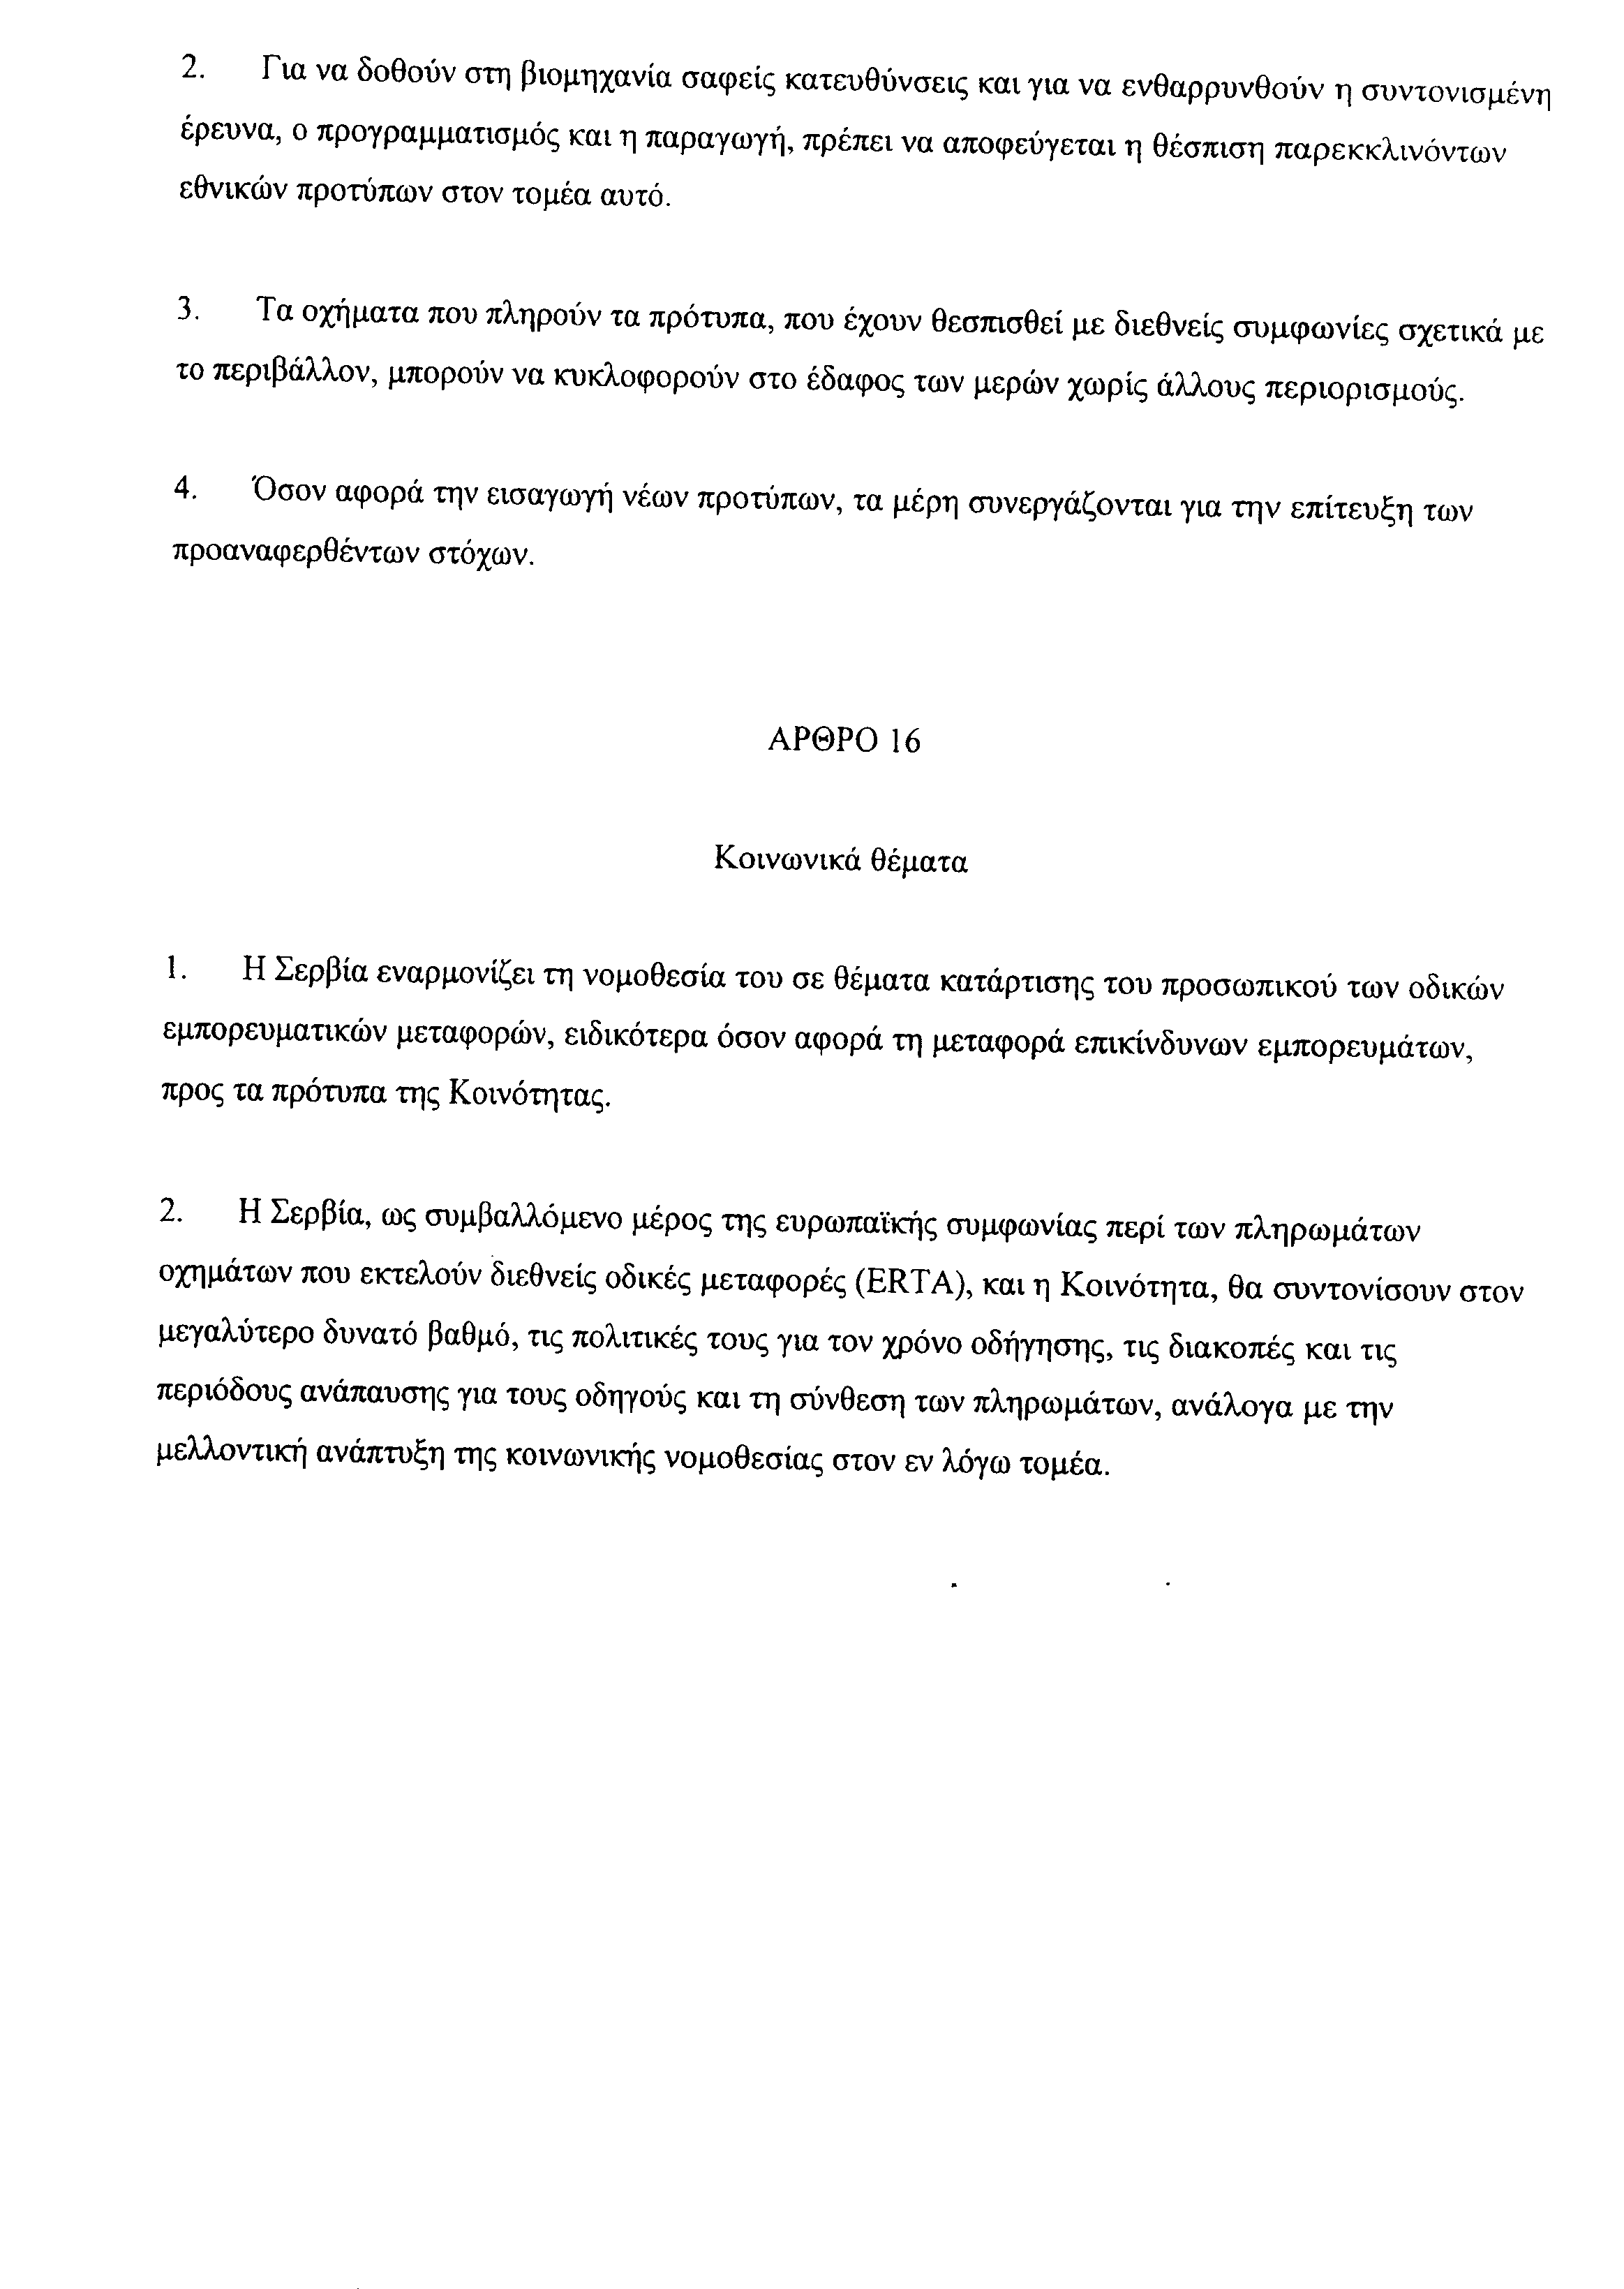 2. Για να δοθούν στη βιομηχανία σαφείς κατευθύνσεις και για να ενθαρρυνθούν η συντονισμένη
έρευνα, ο προγραμματισμός και η παραγωγή, πρέπει να αποφεύγεται η θέσπιση παρεκκλινόντων
εθνικών προτύπων στον τομέα αυτό.
3. Τα οχήματα που πληρούν τα πρότυπα, που έχουν θεσπισθεί με διεθνείς συμφωνίες σχετικά με
το περιβάλλον, μπορούν να κυκλοφορούν στο έδαφος των μερών χωρίς άλλους περιορισμούς.
4. Όσον αφορά την εισαγωγή νέων προτύπων, τα μέρη συνεργάζονται για την επίτευξη των
προαναφερθέντων στόχων.
ΑΡΘΡΟ 16
Κοινωνικά θέματα
1. Η Σερβία εναρμονίζει τη νομοθεσία του σε θέματα κατάρτισης του προσωπικού των οδικών
εμπορευματικών μεταφορών, ειδικότερα όσον αφορά τη μεταφορά επικίνδυνων εμπορευμάτων,
προς τα πρότυπα της Κοινότητας.
2. Η Σερβία, ως συμβαλλόμενο μέρος της ευρωπαϊκής συμφωνίας περί των πληρωμάτων
οχημάτων που εκτελούν διεθνείς οδικές μεταφορές (ERTA), και η Κοινότητα, θα συντονίσουν στον
μεγαλύτερο δυνατό βαθμό, τις πολιτικές τους για τον χρόνο οδήγησης, τις διακοπές και τις
περιόδους ανάπαυσης για τους οδηγούς και τη σύνθεση των πληρωμάτων, ανάλογα με την
μελλοντική ανάπτυξη της κοινωνικής νομοθεσίας στον εν λόγω τομέα.